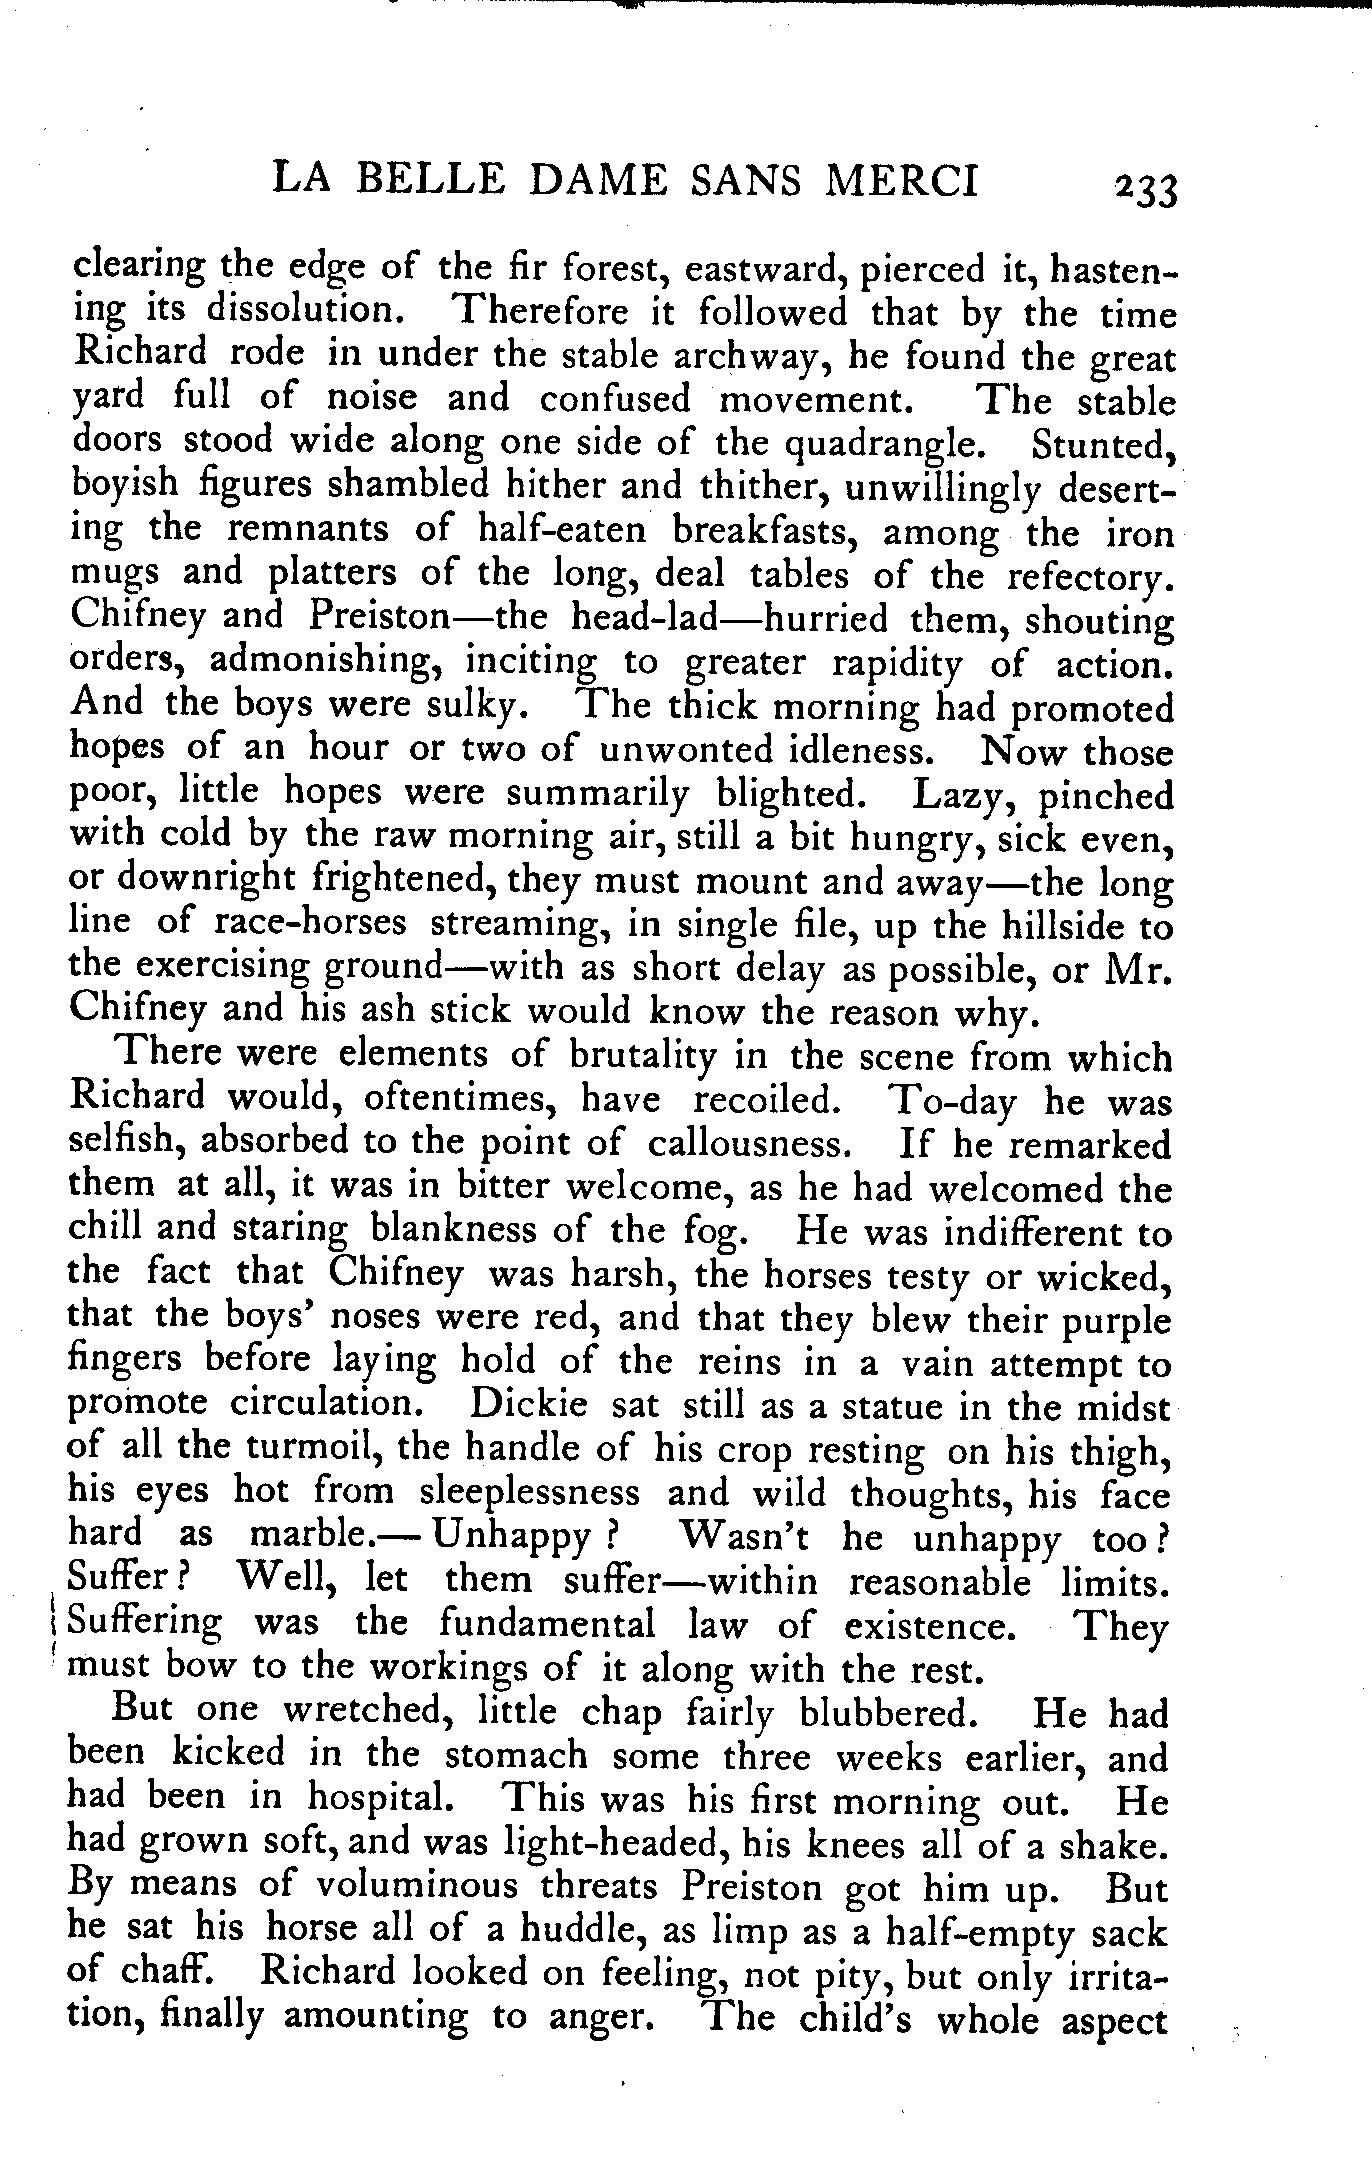 LA BELLE DAME SANS MERCI 233
clearing the edge of the fir forest, eastward, pierced it, hasten-
ing its dissolution. Therefore it followed that by the time
Richard rode in under the stable archway, he found the great
yard full of noise and confused movement. The stable
doors stood wide along one side of the quadrangle. Stunted,
boyish figures shambled hither and thither, unwillingly desert-
ing the remnants of half-eaten breakfasts, among the iron
mugs and platters of the long, deal tables of the refectory.
Chifney and Preiston—the head-lad—hurried them, shouting
orders, admonishing, inciting to greater rapidity of action.
And the boys were sulky. The thick morning had promoted
hopes of an hour or two of unwonted idleness. Now those
poor, little hopes were summarily blighted. Lazy, pinched
with cold by the raw morning air, still a bit hungry, sick even,
or downright frightened, they must mount and away—the long
line of race-horses streaming, in single file, up the hillside to
the exercising ground—with as short delay as possible, or Mr.
Chifney and his ash stick would know the reason why.
There were elements of brutality in the scene from which
Richard would, oftentimes, have recoiled. To-day he was
selfish, absorbed to the point of callousness. If he remarked
them at all, it was in bitter welcome, as he had welcomed the
chill and staring blankness of the fog. He was indifferent to
the fact that Chifney was harsh, the horses testy or wicked,
that the boys' noses were red, and that they blew their purple
fingers before laying hold of the reins in a vain attempt to
promote circulation. Dickie sat still as a statue in the midst
of all the turmoil, the handle of his crop resting on his thigh,
his eyes hot from sleeplessness and wild thoughts, his face
hard as marble.—Unhappy? Wasn't he unhappy too?
Suffer? Well, let them suffer—within reasonable limits.
Suffering was the fundamental law of existence. They
must bow to the workings of it along with the rest.
But one wretched, little chap fairly blubbered. He had
been kicked in the stomach some three weeks earlier, and
had been in hospital. This was his first morning out. He
had grown soft, and was light-headed, his knees all of a shake.
By means of voluminous threats Preiston got him up. But
he sat his horse all of a huddle, as limp as a half-empty sack
of chaff. Richard looked on feeling, not pity, but only irrita-
tion, finally amounting to anger. The child's whole aspect